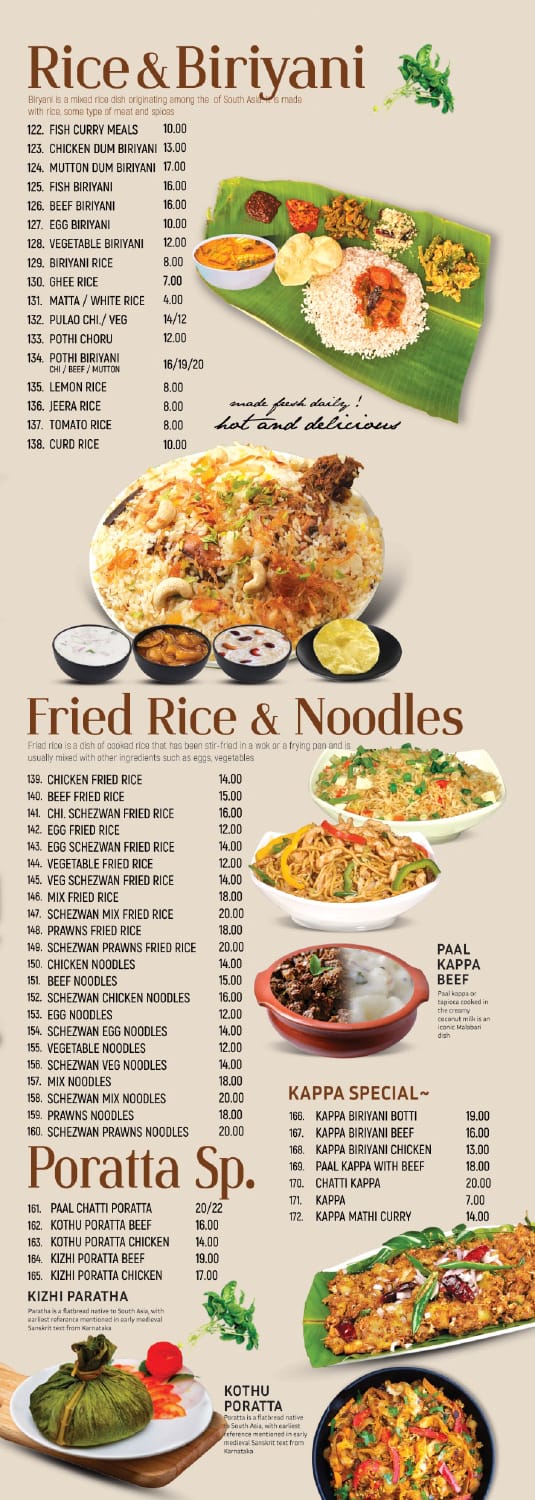 Rice & Biriyani
Biryani is a mixed rice dish originating among the of South Asia. It is made
with rice, some type of meat and spices
122. FISH CURRY MEALS 10.00
123. CHICKEN DUM BIRIYANI 13.00
124. MUTTON DUM BIRIYANI 17.00
125. FISH BIRIYANI 16.00
126. BEEF BIRIYANI 16.00
127. EGG BIRIYANI 10.00
128. VEGETABLE BIRIYANI 12.00
129. BIRIYANI RICE 8.00
130. GHEE RICE 7.00
131. MATTA / WHITE RICE 4.00
132. PULAO CHI./ VEG 14/12
133. POTHI CHORU 12.00
134. POTHI BIRIYANI 16/19/20
CHI / BEEF / MUTTON
135. LEMON RICE 8.00
136. JEERA RICE 8.00
137. TOMATO RICE 8.00
138. CURD RICE 10.00
made fresh daily!
hot and delicious
Fried Rice & Noodles
Fried rice is a dish of cooked rice that has been stir-fried in a wok or a frying pan and is
usually mixed with other ingredients such as eggs, vegetables
139. CHICKEN FRIED RICE 14.00
140. BEEF FRIED RICE 15.00
141. CHI. SCHEZWAN FRIED RICE 16.00
142. EGG FRIED RICE 12.00
143. EGG SCHEZWAN FRIED RICE 14.00
144. VEGETABLE FRIED RICE 12.00
145. VEG SCHEZWAN FRIED RICE 14.00
146. MIX FRIED RICE 18.00
147. SCHEZWAN MIX FRIED RICE 20.00
148. PRAWNS FRIED RICE 18.00
149. SCHEZWAN PRAWNS FRIED RICE 20.00
150. CHICKEN NOODLES 14.00
151. BEEF NOODLES 15.00
152. SCHEZWAN CHICKEN NOODLES 16.00
153. EGG NOODLES 12.00
154. SCHEZWAN EGG NOODLES 14.00
155. VEGETABLE NOODLES 12.00
156. SCHEZWAN VEG NOODLES 14.00
157. MIX NOODLES 18.00
158. SCHEZWAN MIX NOODLES 20.00
159. PRAWNS NOODLES 18.00
160. SCHEZWAN PRAWNS NOODLES 20.00
PAAL
KAPPA
BEEF
Paal kappa or
tapioca cooked in
the creamy
coconut milk is an
iconic Malabari
dish
KAPPA SPECIAL~
166. KAPPA BIRIYANI BOTTI 19.00
167. KAPPA BIRIYANI BEEF 16.00
168. KAPPA BIRIYANI CHICKEN 13.00
169. PAAL KAPPA WITH BEEF 18.00
170. CHATTI KAPPA 20.00
171. KAPPA 7.00
172. KAPPA MATHI CURRY 14.00
Poratta Sp.
161. PAAL CHATTI PORATTA 20/22
162. KOTHU PORATTA BEEF 16.00
163. KOTHU PORATTA CHICKEN 14.00
164. KIZHI PORATTA BEEF 19.00
165. KIZHI PORATTA CHICKEN 17.00
KIZHI PARATHA
Paratha is a flatbread native to South Asia, with
earliest reference mentioned in early medieval
Sanskrit text from Karnataka
KOTHU
PORATTA
Poratta is a flatbread native
to South Asia, with earliest
reference mentioned in early
medieval Sanskrit text from
Karnataka